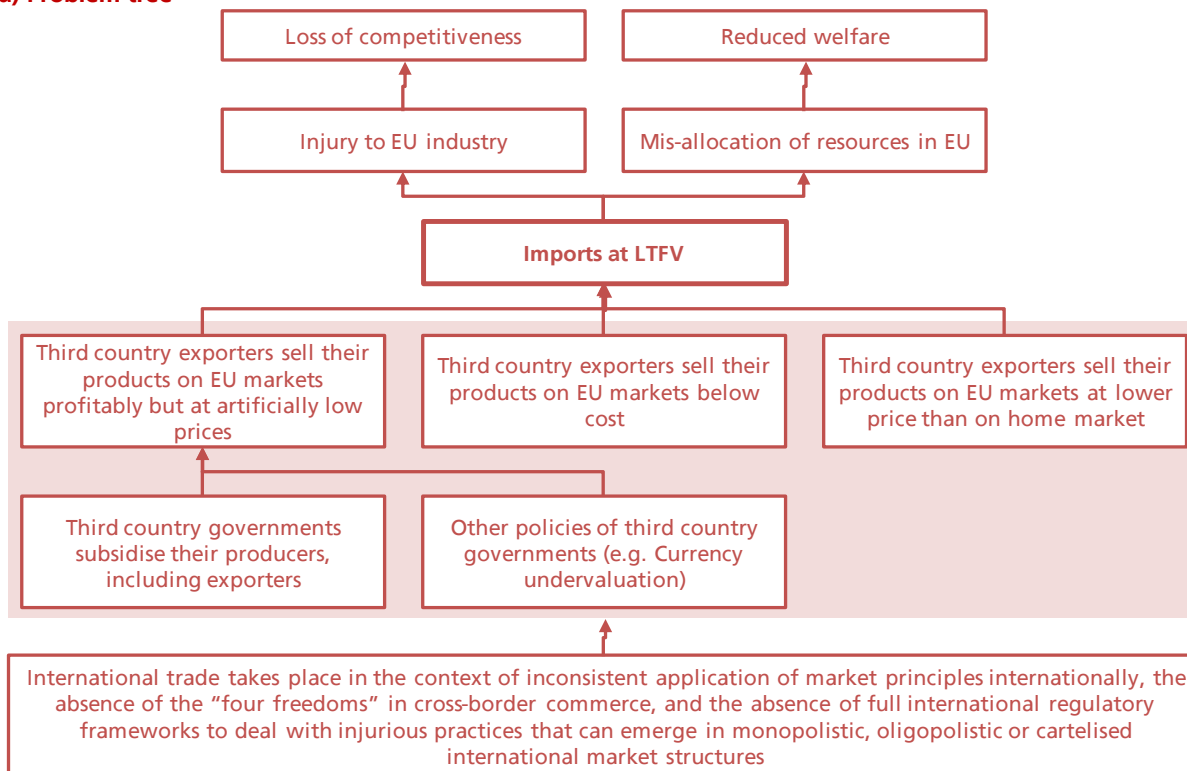 a) Problem tree
Loss of competitiveness
Reduced welfare
Injury to EU industry
Mis-allocation of resources in EU
Imports at LTFV
Third country exporters sell their
products on EU markets
profitably but at artificially low
prices
Third country exporters sell their
products on EU markets below
cost
Third country exporters sell their
products on EU markets at lower
price than on home market
Third country governments
subsidise their producers,
including exporters
Other policies of third country
governments (e.g. Currency
undervaluation)
International trade takes place in the context of inconsistent application of market principles internationally, the
absence of the “four freedoms” in cross-border commerce, and the absence of full international regulatory
frameworks to deal with injurious practices that can emerge in monopolistic, oligopolistic or cartelised
international market structures